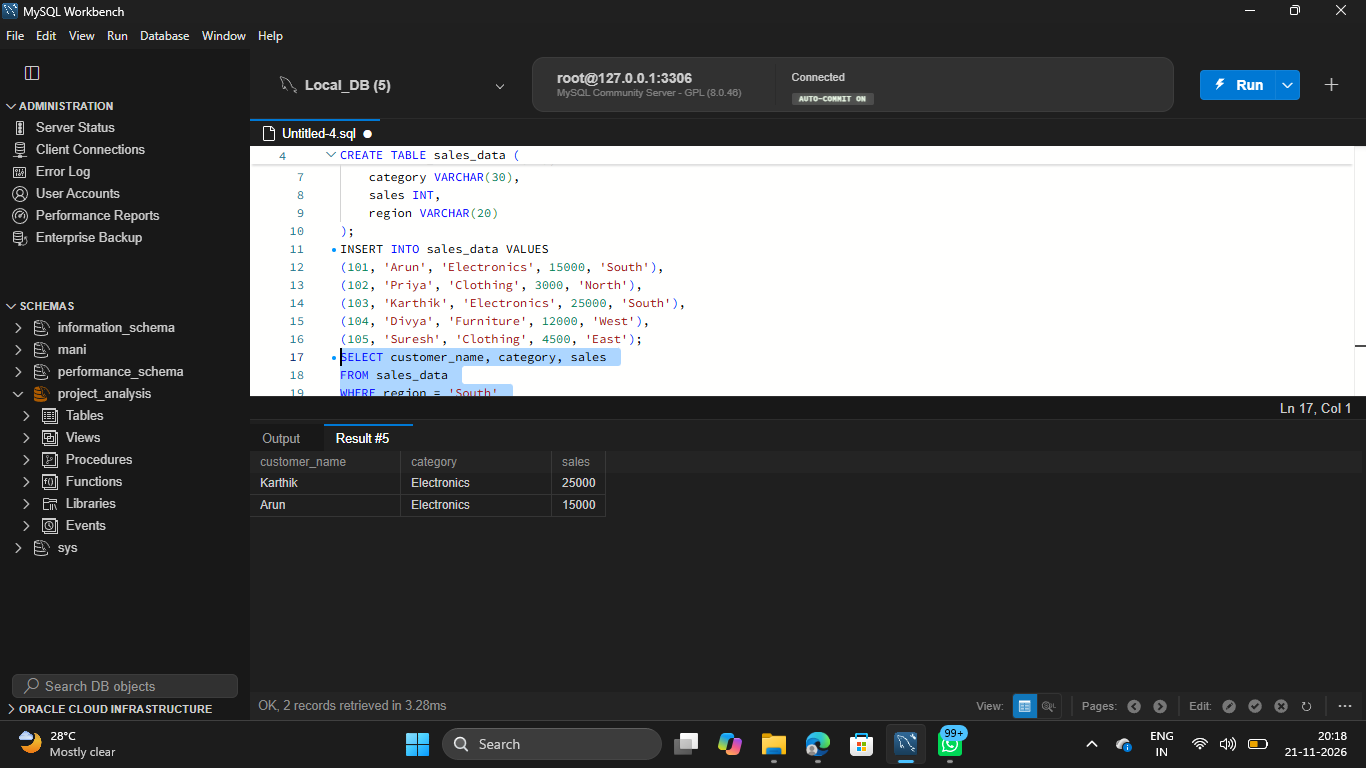 MySQL Workbench
File Edit View Run Database Window Help
Local_DB (5)
root@127.0.0.1:3306
MySQL Community Server - GPL (8.0.46)
Connected
AUTO-COMMIT ON
Run
ADMINISTRATION
Server Status
Client Connections
Error Log
User Accounts
Performance Reports
Enterprise Backup
SCHEMAS
information_schema
mani
performance_schema
project_analysis
Tables
Views
Procedures
Functions
Libraries
Events
sys
Search DB objects
ORACLE CLOUD INFRASTRUCTURE
Untitled-4.sql
4 CREATE TABLE sales_data (
7 category VARCHAR(30),
8 sales INT,
9 region VARCHAR(20)
10 );
11 INSERT INTO sales_data VALUES
12 (101, 'Arun', 'Electronics', 15000, 'South'),
13 (102, 'Priya', 'Clothing', 3000, 'North'),
14 (103, 'Karthik', 'Electronics', 25000, 'South'),
15 (104, 'Divya', 'Furniture', 12000, 'West'),
16 (105, 'Suresh', 'Clothing', 4500, 'East');
17 SELECT customer_name, category, sales
18 FROM sales_data
19 WHERE region = 'South'
Ln 17, Col 1
Output Result #5
customer_name category sales
Karthik Electronics 25000
Arun Electronics 15000
OK, 2 records retrieved in 3.28ms
View: Pages: Edit:
28°C
Mostly clear
Search
99+
ENG
IN
20:18
21-11-2026